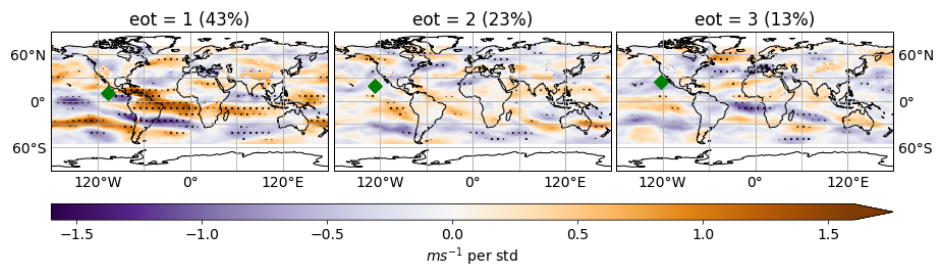 eot = 1 (43%) eot = 2 (23%) eot = 3 (13%)
60°N 60°N
0° 0°
60°S 60°S
120°W 0° 120°E 120°W 0° 120°E 120°W 0° 120°E
−1.5 −1.0 −0.5 0.0 0.5 1.0 1.5
ms⁻¹ per std